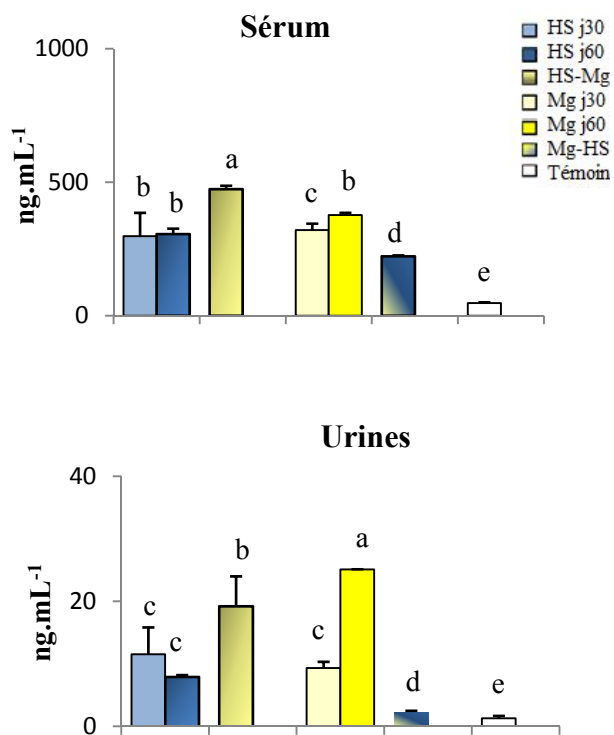 Sérum
HS j30
HS j60
HS-Mg
Mg j30
Mg j60
Mg-HS
Témoin
1000
500
0
ng.mL-1
b
b
a
c
b
d
e
Urines
40
20
0
ng.mL-1
c
c
b
c
a
d
e